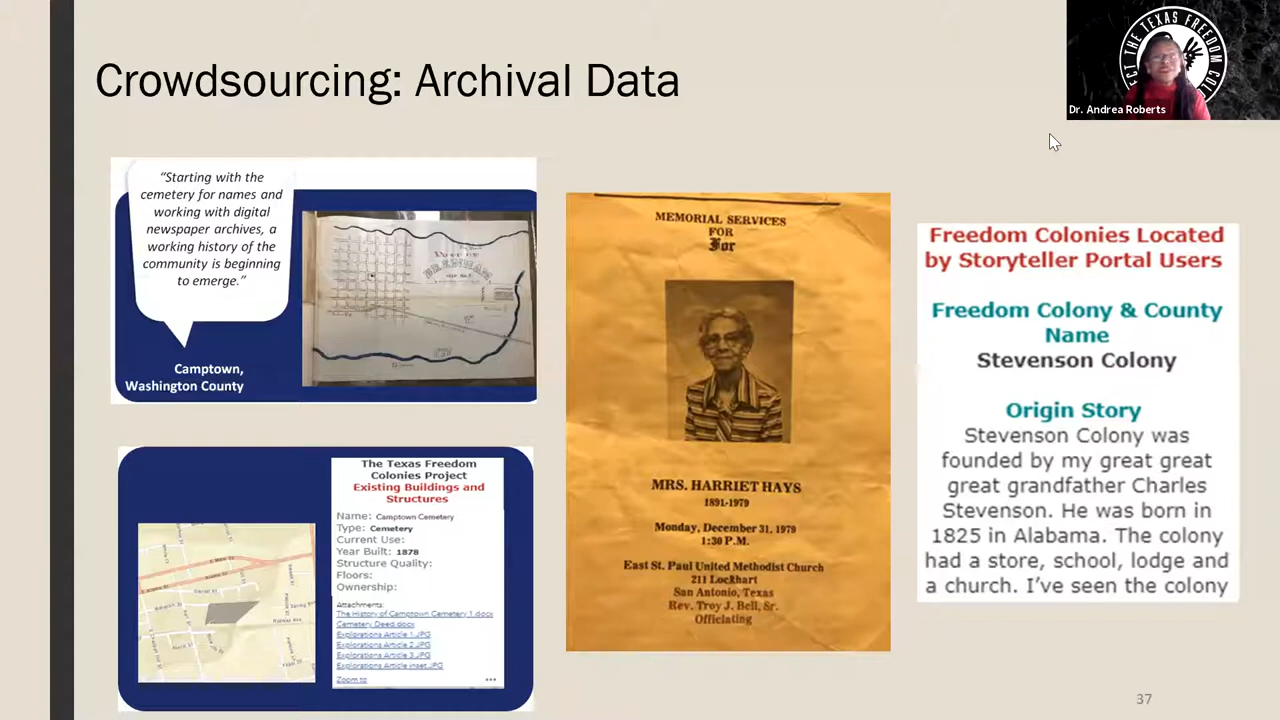 Crowdsourcing: Archival Data
ECT THE TEXAS FREEDOM COL
Dr. Andrea Roberts
“Starting with the
cemetery for names and
working with digital
newspaper archives, a
working history of the
community is beginning
to emerge.”
Camptown,
Washington County
BRENHAM
The Texas Freedom
Colonies Project
Existing Buildings and
Structures
Name: Camptown Cemetery
Type: Cemetery
Current Use:
Year Built: 1878
Structure Quality:
Floors:
Ownership:
Attachments:
The History of Camptown Cemetery 1.docx
Cemetery Deed.docx
Explorations Article 1.JPG
Explorations Article 2.JPG
Explorations Article 3.JPG
Explorations Article inset.JPG
Zoom to
•••
MEMORIAL SERVICES
FOR
For
MRS. HARRIET HAYS
1891-1979
Monday, December 31, 1979
1:30 P.M.
East St. Paul United Methodist Church
211 Lockhart
San Antonio, Texas
Rev. Troy J. Bell, Sr.
Officiating
Freedom Colonies Located
by Storyteller Portal Users
Freedom Colony & County
Name
Stevenson Colony
Origin Story
Stevenson Colony was
founded by my great great
great grandfather Charles
Stevenson. He was born in
1825 in Alabama. The colony
had a store, school, lodge and
a church. I’ve seen the colony
37